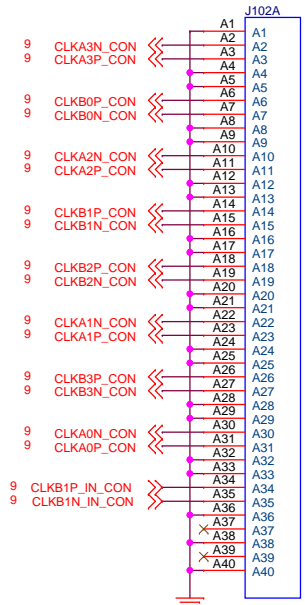 J102A
A1 A1
9 CLKA3N_CON A2 A2
9 CLKA3P_CON A3 A3
A4 A4
A5 A5
9 CLKB0P_CON A6 A6
9 CLKB0N_CON A7 A7
A8 A8
A9 A9
9 CLKA2N_CON A10 A10
9 CLKA2P_CON A11 A11
A12 A12
A13 A13
9 CLKB1P_CON A14 A14
9 CLKB1N_CON A15 A15
A16 A16
A17 A17
9 CLKB2P_CON A18 A18
9 CLKB2N_CON A19 A19
A20 A20
A21 A21
9 CLKA1N_CON A22 A22
9 CLKA1P_CON A23 A23
A24 A24
A25 A25
9 CLKB3P_CON A26 A26
9 CLKB3N_CON A27 A27
A28 A28
A29 A29
9 CLKA0N_CON A30 A30
9 CLKA0P_CON A31 A31
A32 A32
A33 A33
9 CLKB1P_IN_CON A34 A34
9 CLKB1N_IN_CON A35 A35
A36 A36
A37 A37
A38 A38
A39 A39
A40 A40